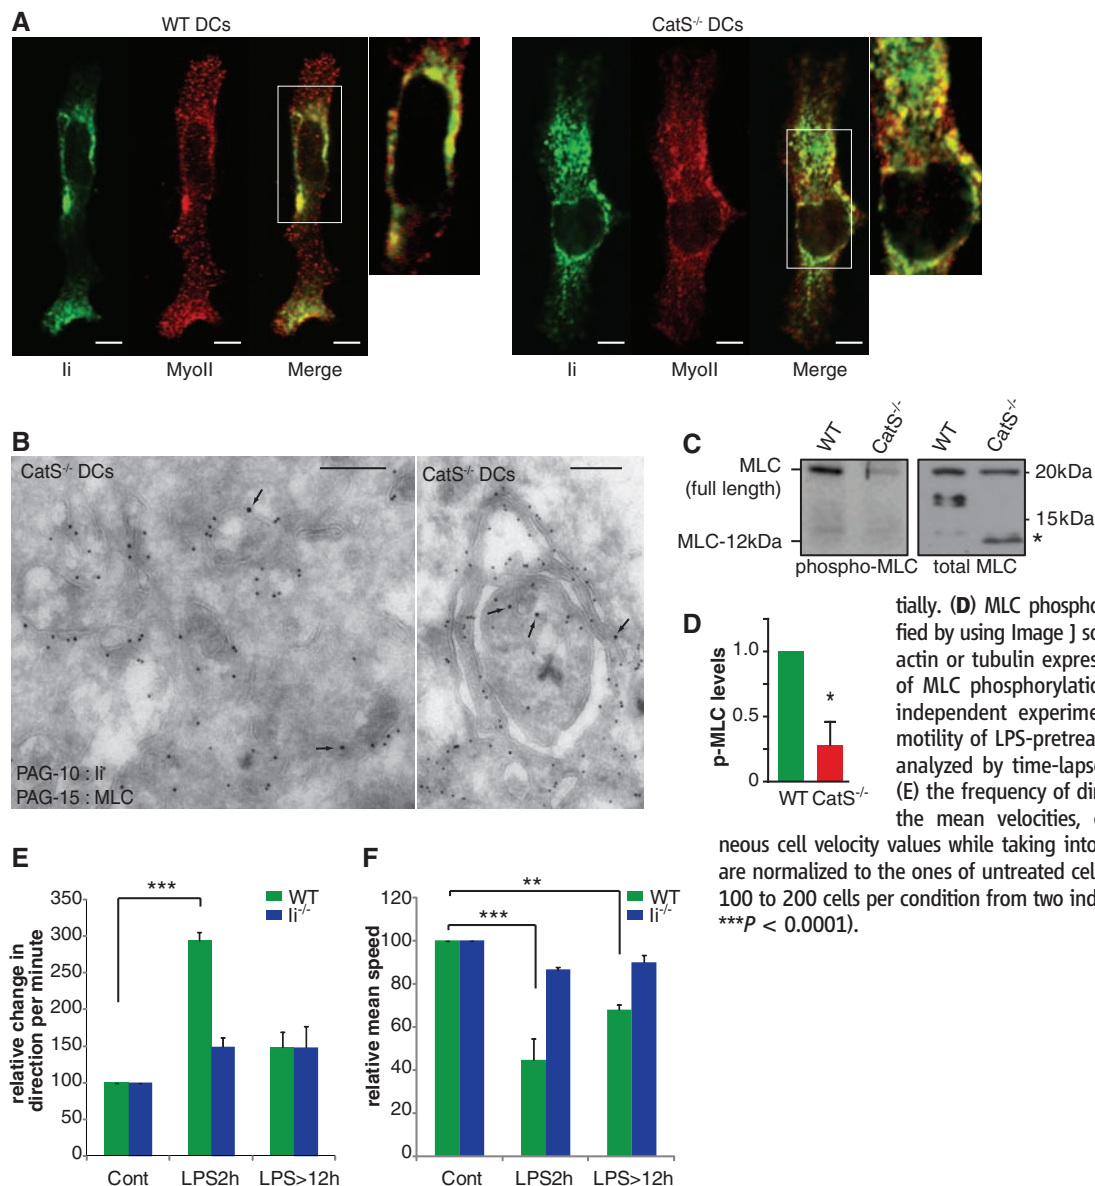 A
WT DCs
CatS-/- DCs
Ii
MyoII
Merge
Ii
MyoII
Merge
B
CatS-/- DCs
CatS-/- DCs
PAG-10 : Ii
PAG-15 : MLC
C
WT
CatS-/-
WT
CatS-/-
MLC
(full length)
MLC-12kDa
20kDa
15kDa
*
phospho-MLC
total MLC
D
p-MLC levels
1.0
0.5
0
*
WT CatS-/-
tially. (D) MLC phospho
fied by using Image J so
actin or tubulin expres
of MLC phosphorylatio
independent experime
motility of LPS-pretrea
analyzed by time-lapse
(E) the frequency of di
the mean velocities,
neous cell velocity values while taking into
are normalized to the ones of untreated cel
100 to 200 cells per condition from two ind
***P < 0.0001).
E
relative change in
direction per minute
350
300
250
200
150
100
50
0
***
WT
Ii-/-
Cont
LPS2h
LPS>12h
F
relative mean speed
120
100
80
60
40
20
0
**
***
WT
Ii-/-
Cont
LPS2h
LPS>12h